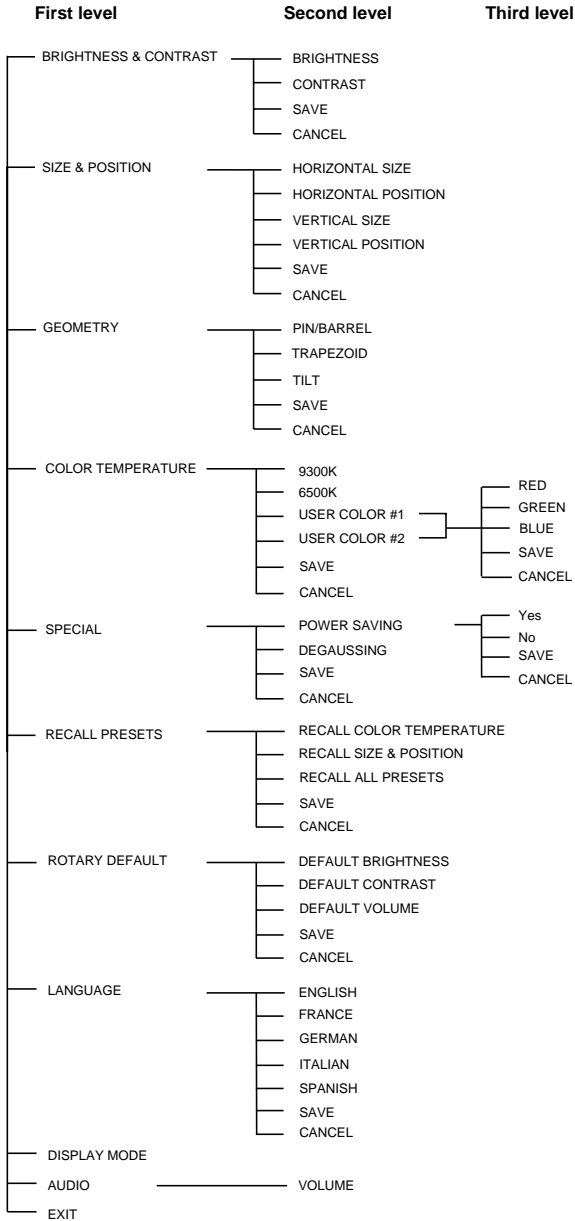 First level Second level Third level
BRIGHTNESS & CONTRAST BRIGHTNESS
CONTRAST
SAVE
CANCEL
SIZE & POSITION HORIZONTAL SIZE
HORIZONTAL POSITION
VERTICAL SIZE
VERTICAL POSITION
SAVE
CANCEL
GEOMETRY PIN/BARREL
TRAPEZOID
TILT
SAVE
CANCEL
COLOR TEMPERATURE 9300K
6500K
USER COLOR #1
USER COLOR #2
SAVE
CANCEL
RED
GREEN
BLUE
SAVE
CANCEL
SPECIAL POWER SAVING
DEGAUSSING
SAVE
CANCEL
Yes
No
SAVE
CANCEL
RECALL PRESETS RECALL COLOR TEMPERATURE
RECALL SIZE & POSITION
RECALL ALL PRESETS
SAVE
CANCEL
ROTARY DEFAULT DEFAULT BRIGHTNESS
DEFAULT CONTRAST
DEFAULT VOLUME
SAVE
CANCEL
LANGUAGE ENGLISH
FRANCE
GERMAN
ITALIAN
SPANISH
SAVE
CANCEL
DISPLAY MODE
AUDIO VOLUME
EXIT